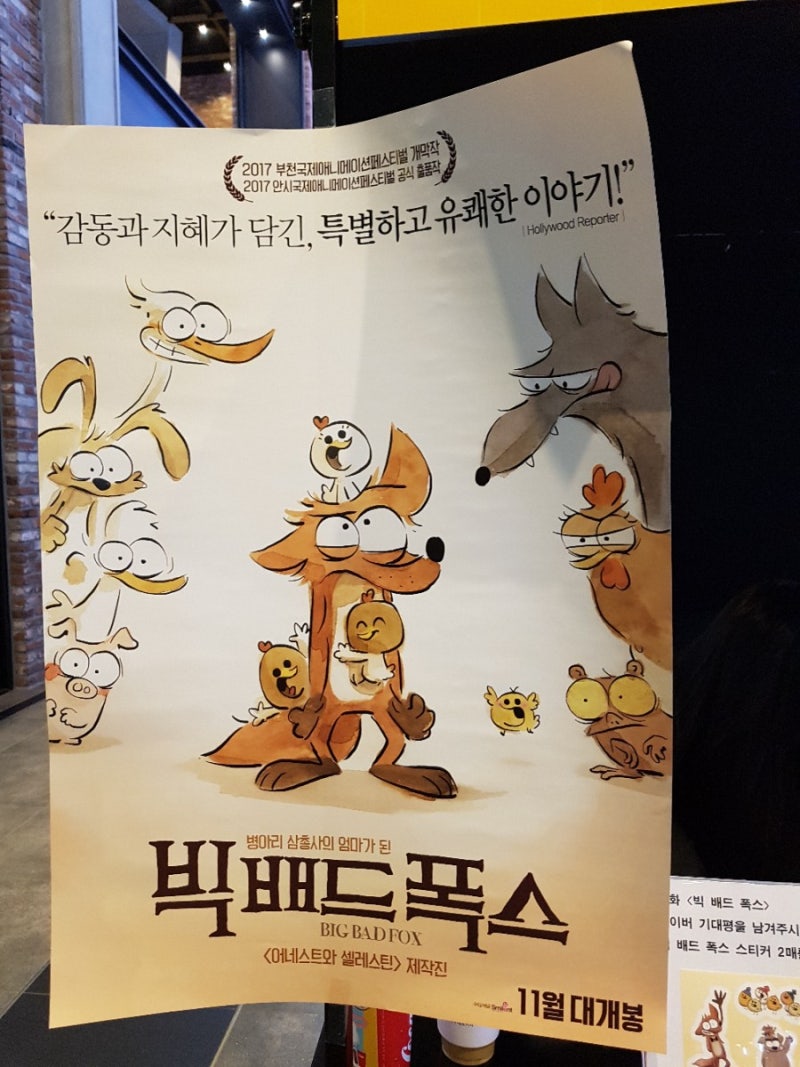 2017 부천국제애니메이션페스티벌 개막작
2017 안시국제애니메이션페스티벌 공식 출품작
“감동과 지혜가 담긴, 특별하고 유쾌한 이야기!”
| Hollywood Reporter |
병아리 삼총사의 엄마가 된
빅 배드 폭스
BIG BAD FOX
<어네스트와 셀레스틴> 제작진
11월 대개봉
화 <빅 배드 폭스>
이버 기대평을 남겨주시
배드 폭스 스티커 2매